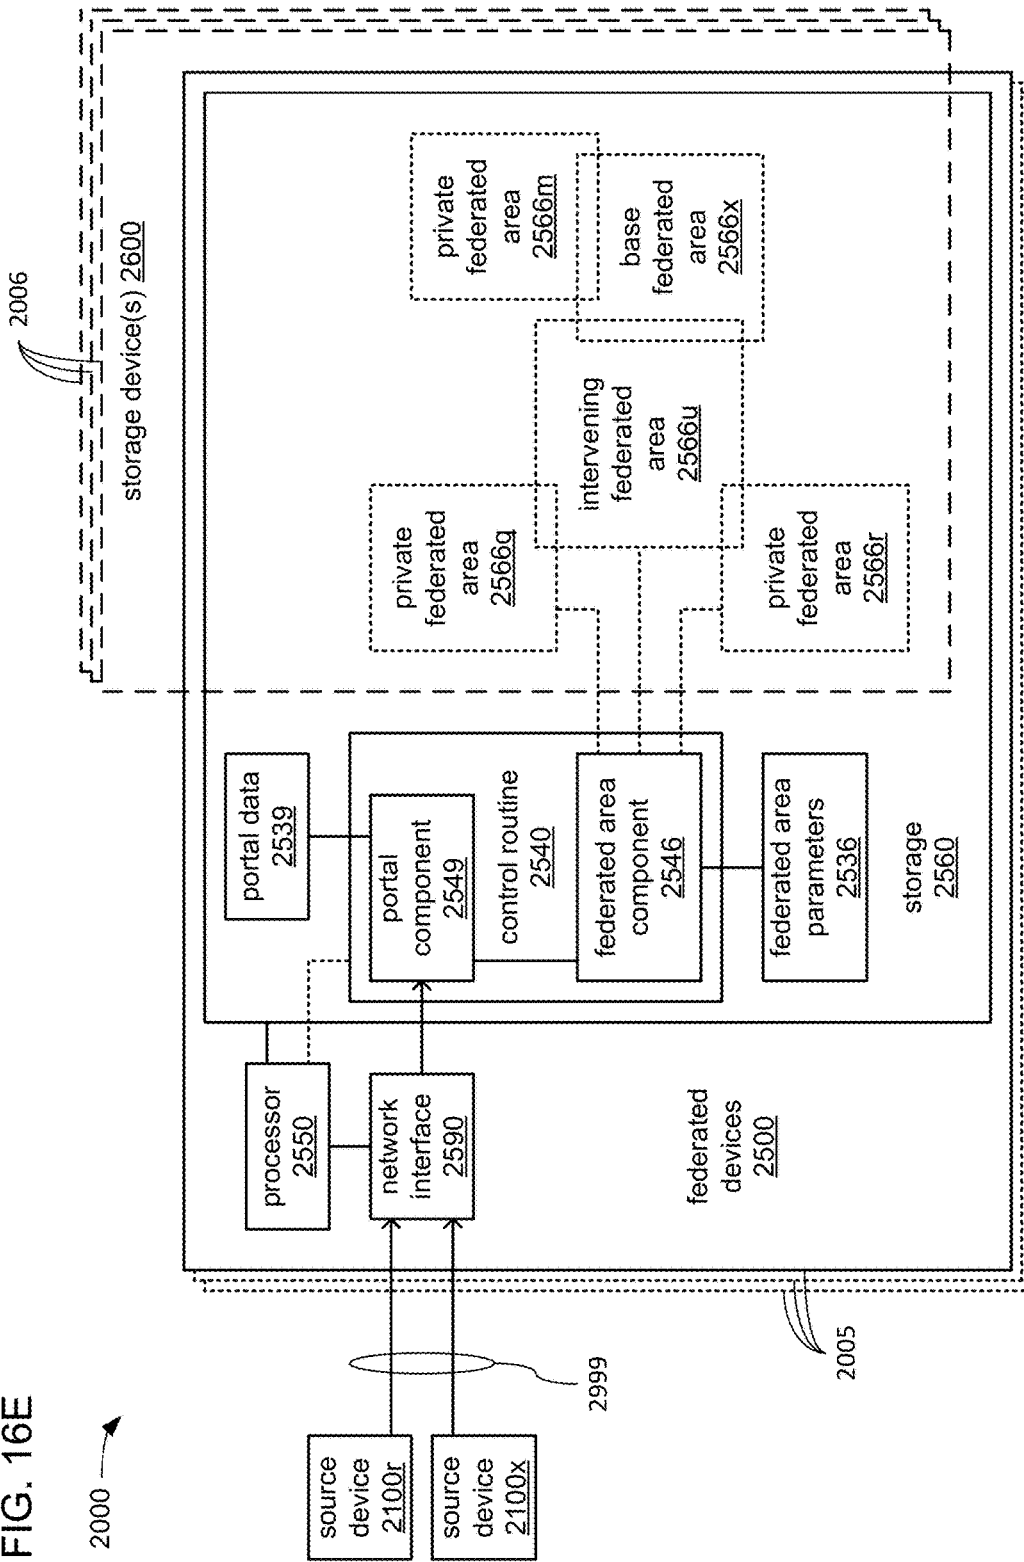 FIG. 16E
2000
source
device
2100r
source
device
2100x
2999
2005
processor
2550
network
interface
2590
federated
devices
2500
portal data
2539
portal
component
2549
control routine
2540
federated area
component
2546
federated area
parameters
2536
storage
2560
2006
storage device(s) 2600
private
federated
area
2566q
intervening
federated
area
2566u
private
federated
area
2566r
private
federated
area
2566m
base
federated
area
2566x